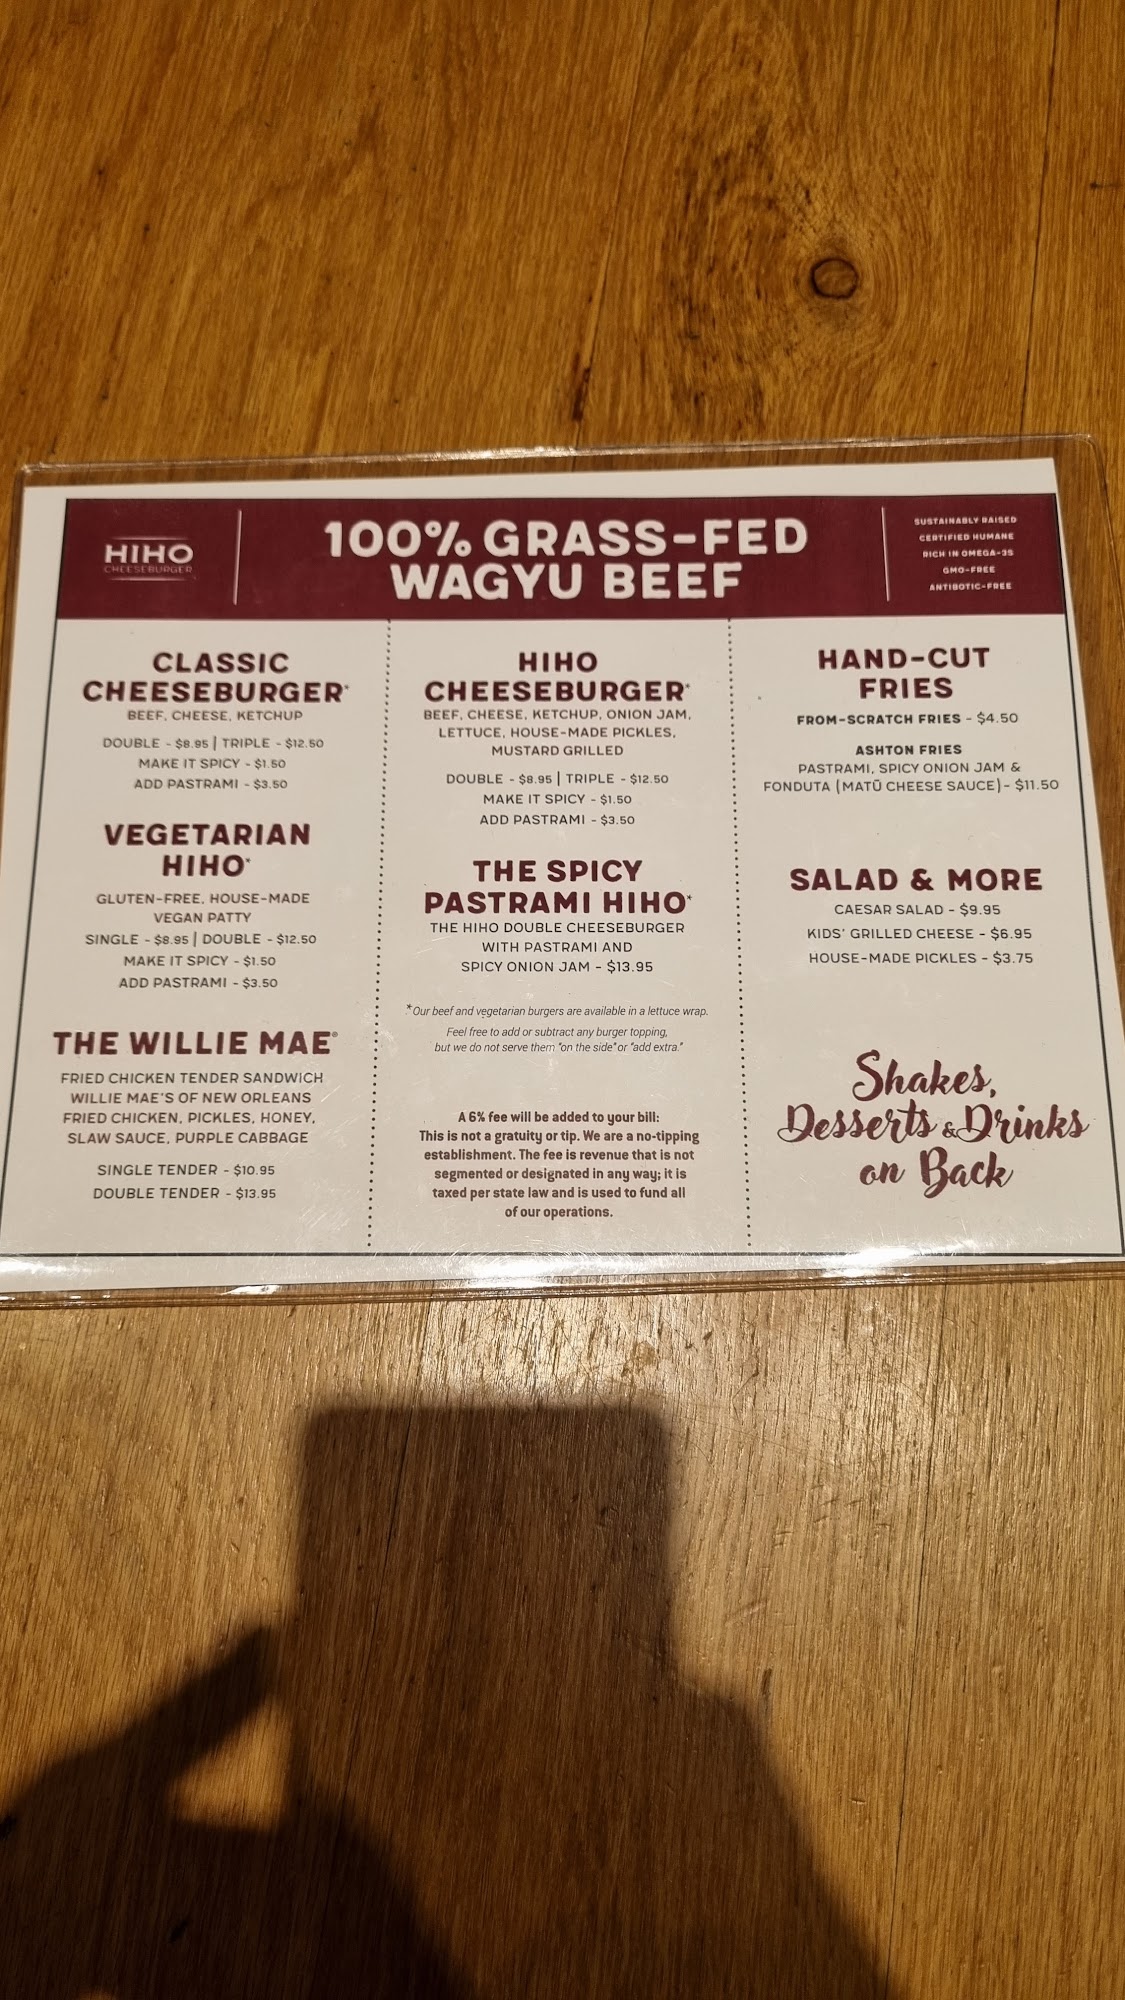 HIHO
CHEESEBURGER
100% GRASS-FED
WAGYU BEEF
SUSTAINABLY RAISED
CERTIFIED HUMANE
RICH IN OMEGA-3S
GMO-FREE
ANTIBIOTIC-FREE
CLASSIC
CHEESEBURGER*
BEEF, CHEESE, KETCHUP
DOUBLE - $8.95 | TRIPLE - $12.50
MAKE IT SPICY - $1.50
ADD PASTRAMI - $3.50
VEGETARIAN
HIHO*
GLUTEN-FREE, HOUSE-MADE
VEGAN PATTY
SINGLE - $8.95 | DOUBLE - $12.50
MAKE IT SPICY - $1.50
ADD PASTRAMI - $3.50
THE WILLIE MAE®
FRIED CHICKEN TENDER SANDWICH
WILLIE MAE'S OF NEW ORLEANS
FRIED CHICKEN, PICKLES, HONEY,
SLAW SAUCE, PURPLE CABBAGE
SINGLE TENDER - $10.95
DOUBLE TENDER - $13.95
HIHO
CHEESEBURGER*
BEEF, CHEESE, KETCHUP, ONION JAM,
LETTUCE, HOUSE-MADE PICKLES,
MUSTARD GRILLED
DOUBLE - $8.95 | TRIPLE - $12.50
MAKE IT SPICY - $1.50
ADD PASTRAMI - $3.50
THE SPICY
PASTRAMI HIHO*
THE HIHO DOUBLE CHEESEBURGER
WITH PASTRAMI AND
SPICY ONION JAM - $13.95
*Our beef and vegetarian burgers are available in a lettuce wrap.
Feel free to add or subtract any burger topping,
but we do not serve them "on the side" or "add extra."
A 6% fee will be added to your bill:
This is not a gratuity or tip. We are a no-tipping
establishment. The fee is revenue that is not
segmented or designated in any way; it is
taxed per state law and is used to fund all
of our operations.
HAND-CUT
FRIES
FROM-SCRATCH FRIES - $4.50
ASHTON FRIES
PASTRAMI, SPICY ONION JAM &
FONDUTA (MATŪ CHEESE SAUCE) - $11.50
SALAD & MORE
CAESAR SALAD - $9.95
KIDS' GRILLED CHEESE - $6.95
HOUSE-MADE PICKLES - $3.75
Shakes,
Desserts & Drinks
on Back